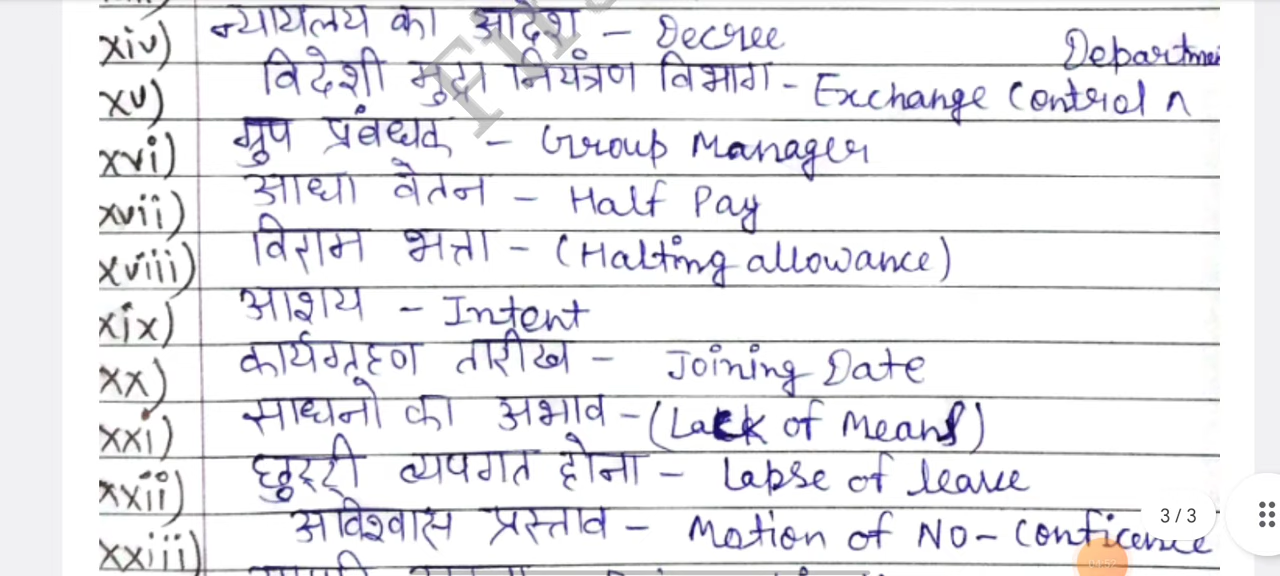 xiv) न्यायलय का आदेश - Decree
Departme
xv) विदेशी मुद्रा नियंत्रण विभाग - Exchange Control
xvi) ग्रुप प्रबंधक - Group Manager
xvii) आधा वेतन - Half Pay
xviii) विराम भत्ता - (Halting allowance)
xix) आशय - Intent
xx) कार्यग्रहण तारीख - Joining Date
xxi) साधनो का अभाव - (Lack of Means)
xxii) छुट्टी व्यपगत होना - Lapse of leave
xxiii) अविश्वास प्रस्ताव - Motion of No- Conficence
3 / 3